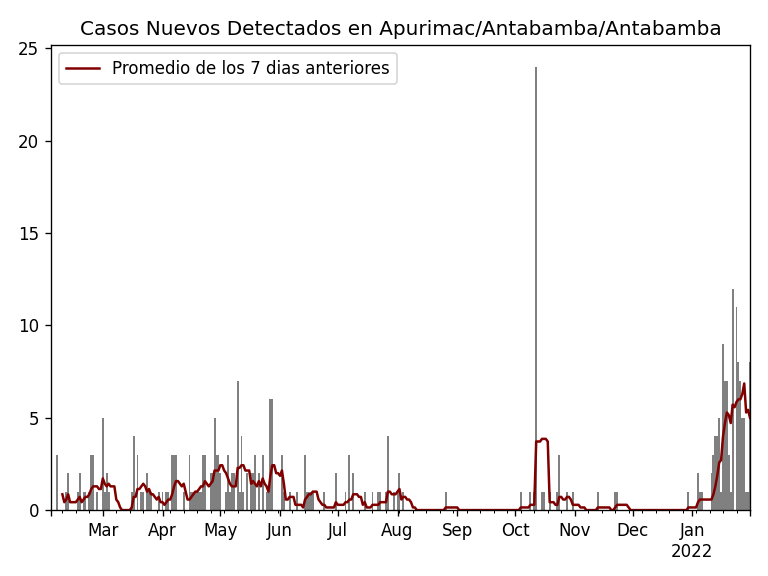 Casos Nuevos Detectados en Apurimac/Antabamba/Antabamba
Promedio de los 7 dias anteriores
25
20
15
10
5
0
Mar Apr May Jun Jul Aug Sep Oct Nov Dec Jan
2022